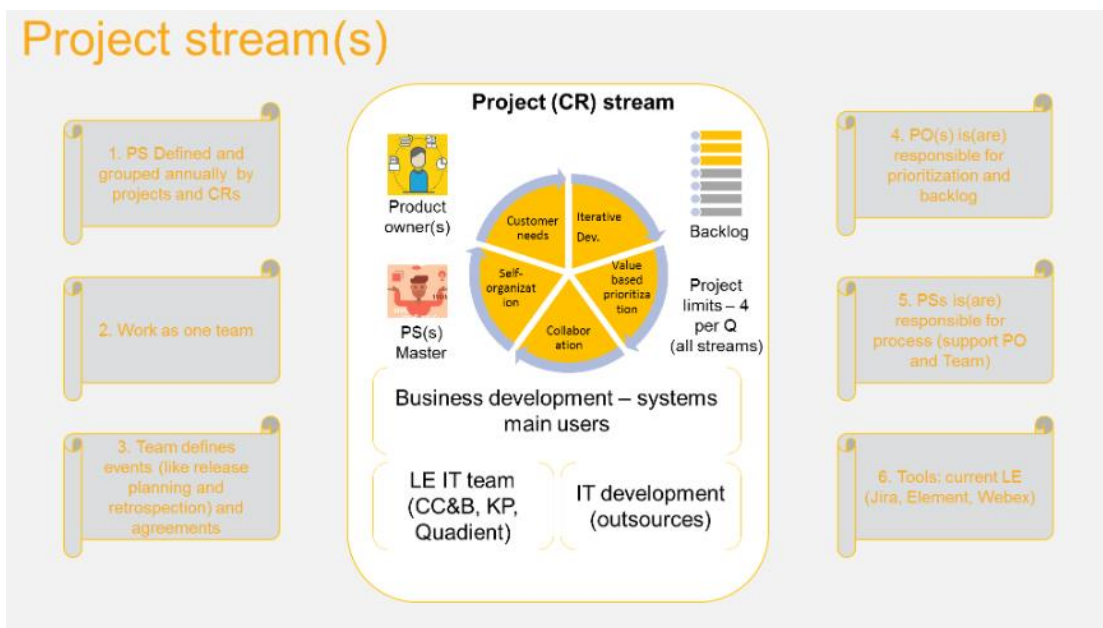 Project stream(s)
1. PS Defined and
grouped annually by
projects and CRs
2. Work as one team
3. Team defines
events (like release
planning and
retrospection) and
agreements
Project (CR) stream
Product
owner(s)
PS(s)
Master
Customer
needs
Iterative
Dev.
Value
based
prioritiza
tion
Collabor
ation
Self-
organizat
ion
Backlog
Project
limits – 4
per Q
(all streams)
Business development – systems
main users
LE IT team
(CC&B, KP,
Quadient)
IT development
(outsources)
4. PO(s) is(are)
responsible for
prioritization and
backlog
5. PSs is(are)
responsible for
process (support PO
and Team)
6. Tools: current LE
(Jira, Element, Webex)